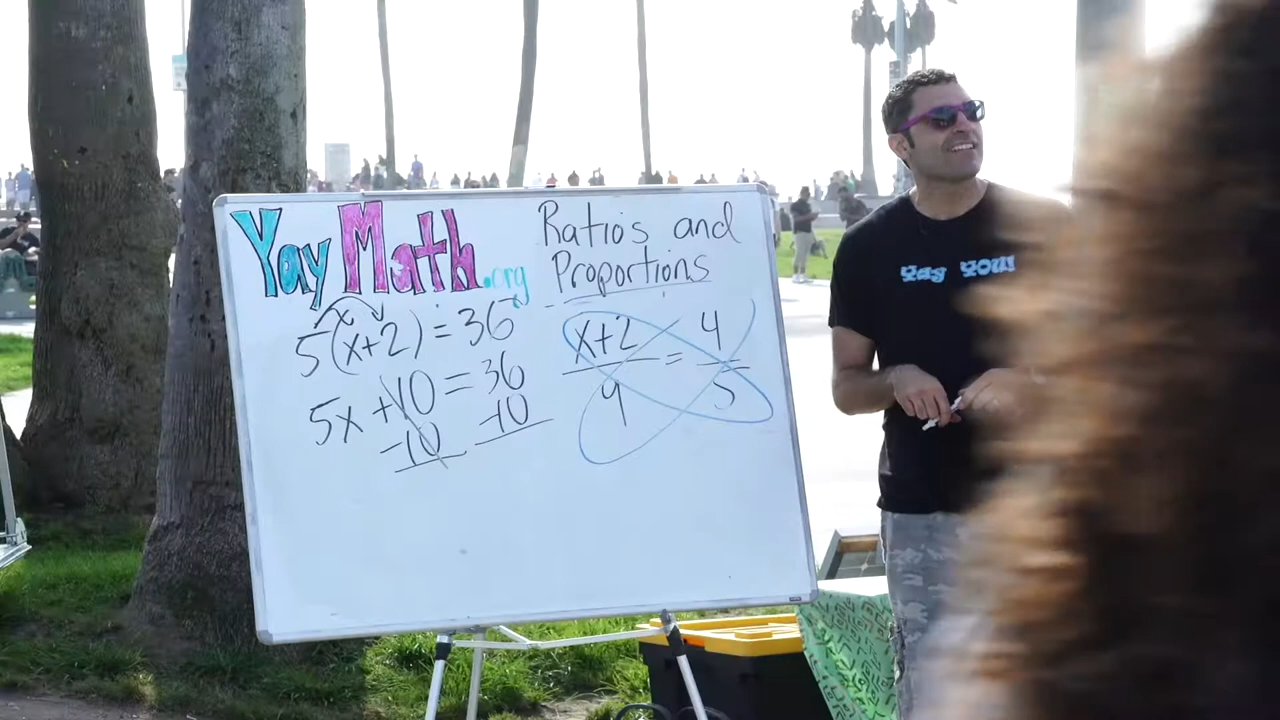 YayMath.org
Ratios and
Proportions
5(x+2) = 36
5x + 10 = 36
-10 -10
x+2 = 4
9 5
Yay YOU!